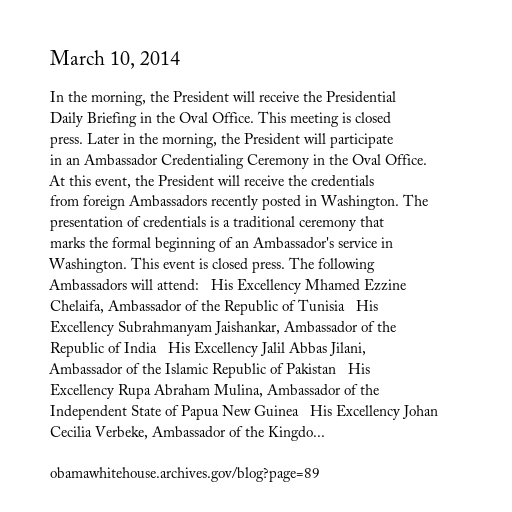 March 10, 2014
In the morning, the President will receive the Presidential
Daily Briefing in the Oval Office. This meeting is closed
press. Later in the morning, the President will participate
in an Ambassador Credentialing Ceremony in the Oval Office.
At this event, the President will receive the credentials
from foreign Ambassadors recently posted in Washington. The
presentation of credentials is a traditional ceremony that
marks the formal beginning of an Ambassador's service in
Washington. This event is closed press. The following
Ambassadors will attend:   His Excellency Mhamed Ezzine
Chelaifa, Ambassador of the Republic of Tunisia   His
Excellency Subrahmanyam Jaishankar, Ambassador of the
Republic of India   His Excellency Jalil Abbas Jilani,
Ambassador of the Islamic Republic of Pakistan   His
Excellency Rupa Abraham Mulina, Ambassador of the
Independent State of Papua New Guinea   His Excellency Johan
Cecilia Verbeke, Ambassador of the Kingdo...
obamawhitehouse.archives.gov/blog?page=89